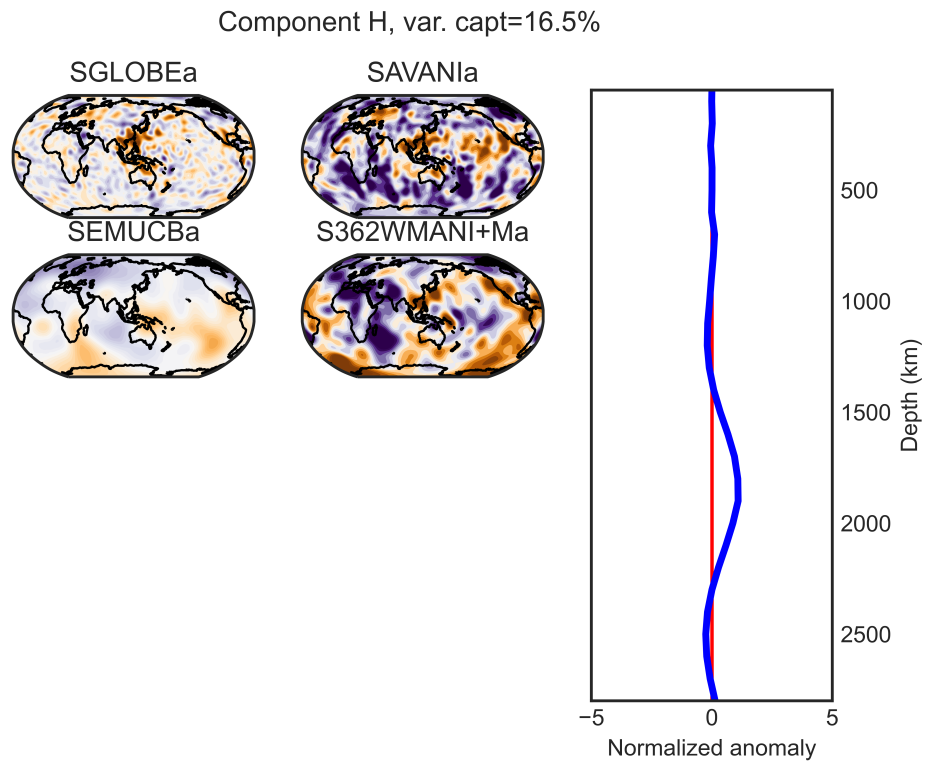 Component H, var. capt=16.5%
SGLOBEa
SAVANIa
SEMUCBa
S362WMANI+Ma
500
1000
1500
2000
2500
Depth (km)
−5
0
5
Normalized anomaly